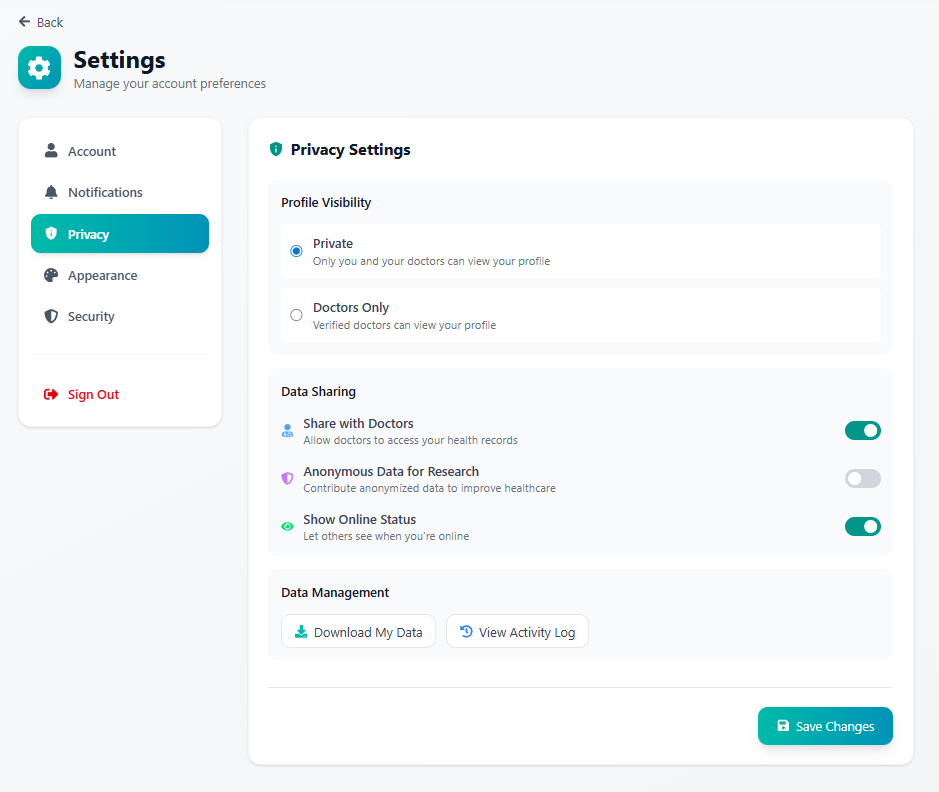 Back
Settings
Manage your account preferences
Account
Notifications
Privacy
Appearance
Security
Sign Out
Privacy Settings
Profile Visibility
Private
Only you and your doctors can view your profile
Doctors Only
Verified doctors can view your profile
Data Sharing
Share with Doctors
Allow doctors to access your health records
Anonymous Data for Research
Contribute anonymized data to improve healthcare
Show Online Status
Let others see when you're online
Data Management
Download My Data
View Activity Log
Save Changes